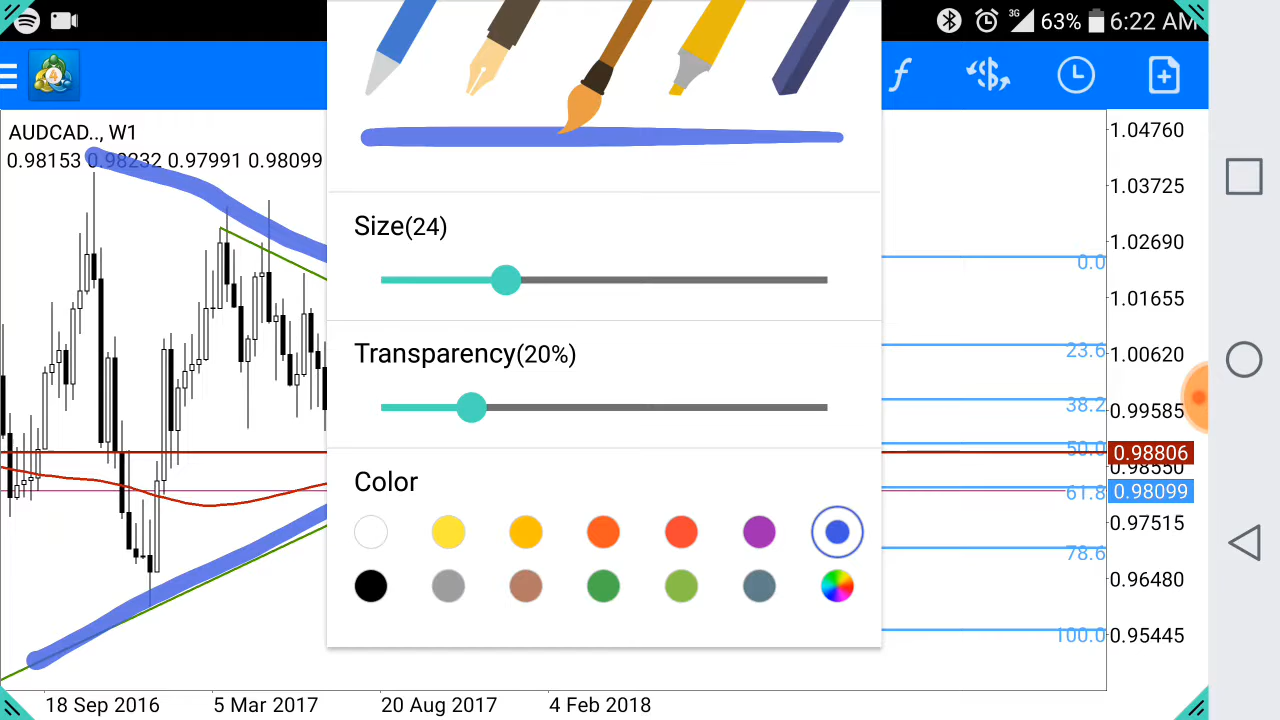 3G 63% 6:22 AM
4
f $
AUDCAD.., W1
0.98153 0.98232 0.97991 0.98099
Size(24)
Transparency(20%)
Color
1.04760
1.03725
1.02690
0.0
1.01655
23.6
1.00620
38.2
0.99585
50.0
0.98806
0.98550
61.8
0.98099
0.97515
78.6
0.96480
100.0
0.95445
18 Sep 2016 5 Mar 2017 20 Aug 2017 4 Feb 2018